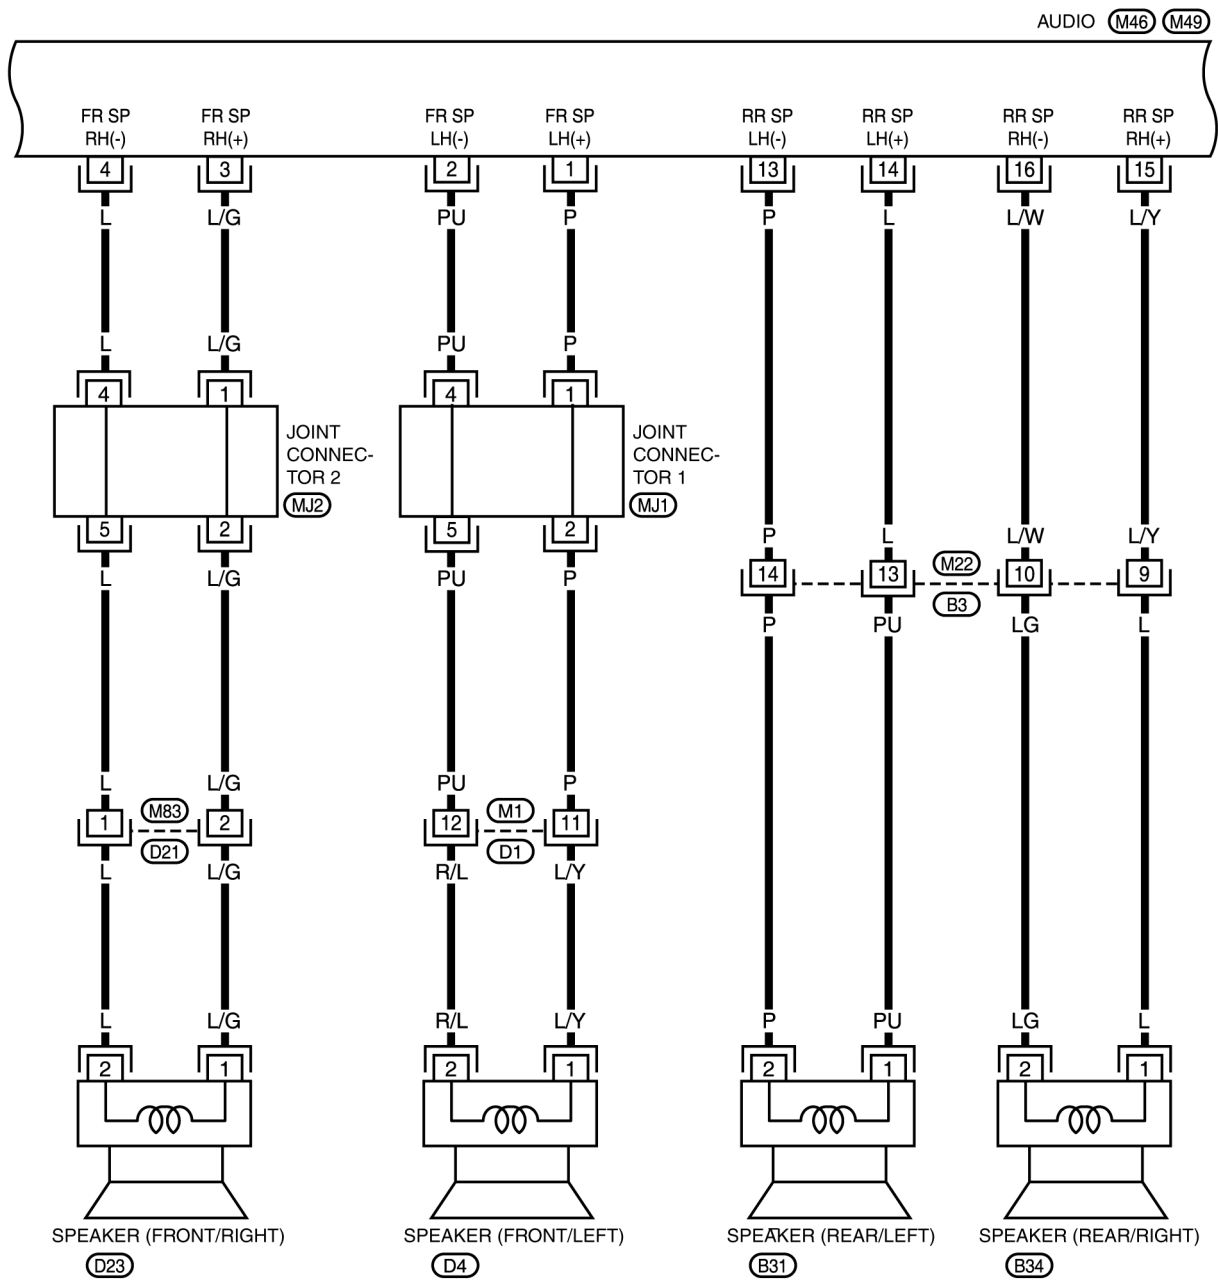 AUDIO M46 M49
FR SP FR SP FR SP FR SP RR SP RR SP RR SP RR SP
RH(-) RH(+) LH(-) LH(+) LH(-) LH(+) RH(-) RH(+)
4 3 2 1 13 14 16 15
L L/G PU P P L L/W L/Y
L L/G PU P
4 1 4 1
JOINT JOINT
CONNEC- CONNEC-
TOR 2 TOR 1
MJ2 MJ1
5 2 5 2
P L L/W L/Y
M22
14 13 10 9
L L/G PU P
B3
P PU LG L
L L/G PU P
M83 M1
1 2 12 11
D21 D1
L L/G R/L L/Y
L L/G R/L L/Y P PU LG L
2 1 2 1 2 1 2 1
SPEAKER (FRONT/RIGHT) SPEAKER (FRONT/LEFT) SPEAKER (REAR/LEFT) SPEAKER (REAR/RIGHT)
D23 D4 B31 B34